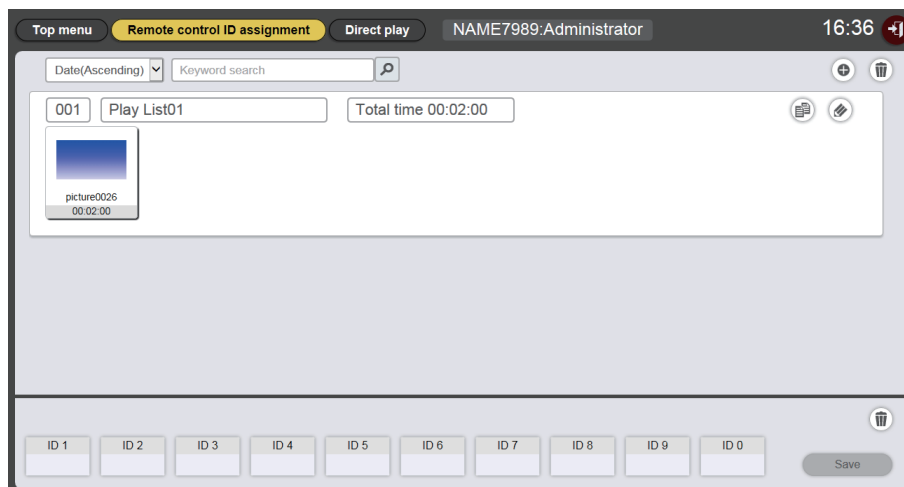 Top menu Remote control ID assignment Direct play NAME7989:Administrator 16:36
Date(Ascending) Keyword search
001 Play List01 Total time 00:02:00
picture0026
00:02:00
ID 1 ID 2 ID 3 ID 4 ID 5 ID 6 ID 7 ID 8 ID 9 ID 0
Save